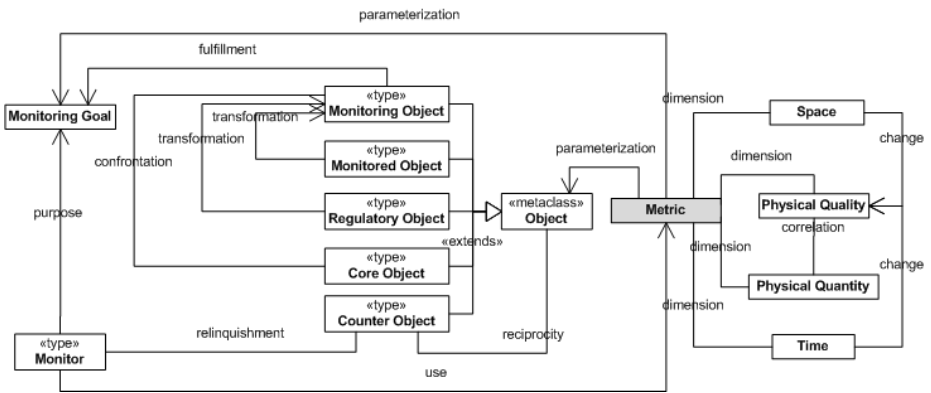 parameterization
fulfillment
«type»
Monitoring Object
dimension
Space
Monitoring Goal
transformation
transformation
change
«type»
Monitored Object
parameterization
dimension
confrontation
«type»
Regulatory Object
«metaclass»
Object
Metric
Physical Quality
purpose
correlation
«extends»
dimension
«type»
Core Object
change
Physical Quantity
«type»
Counter Object
dimension
relinquishment
reciprocity
«type»
Monitor
Time
use